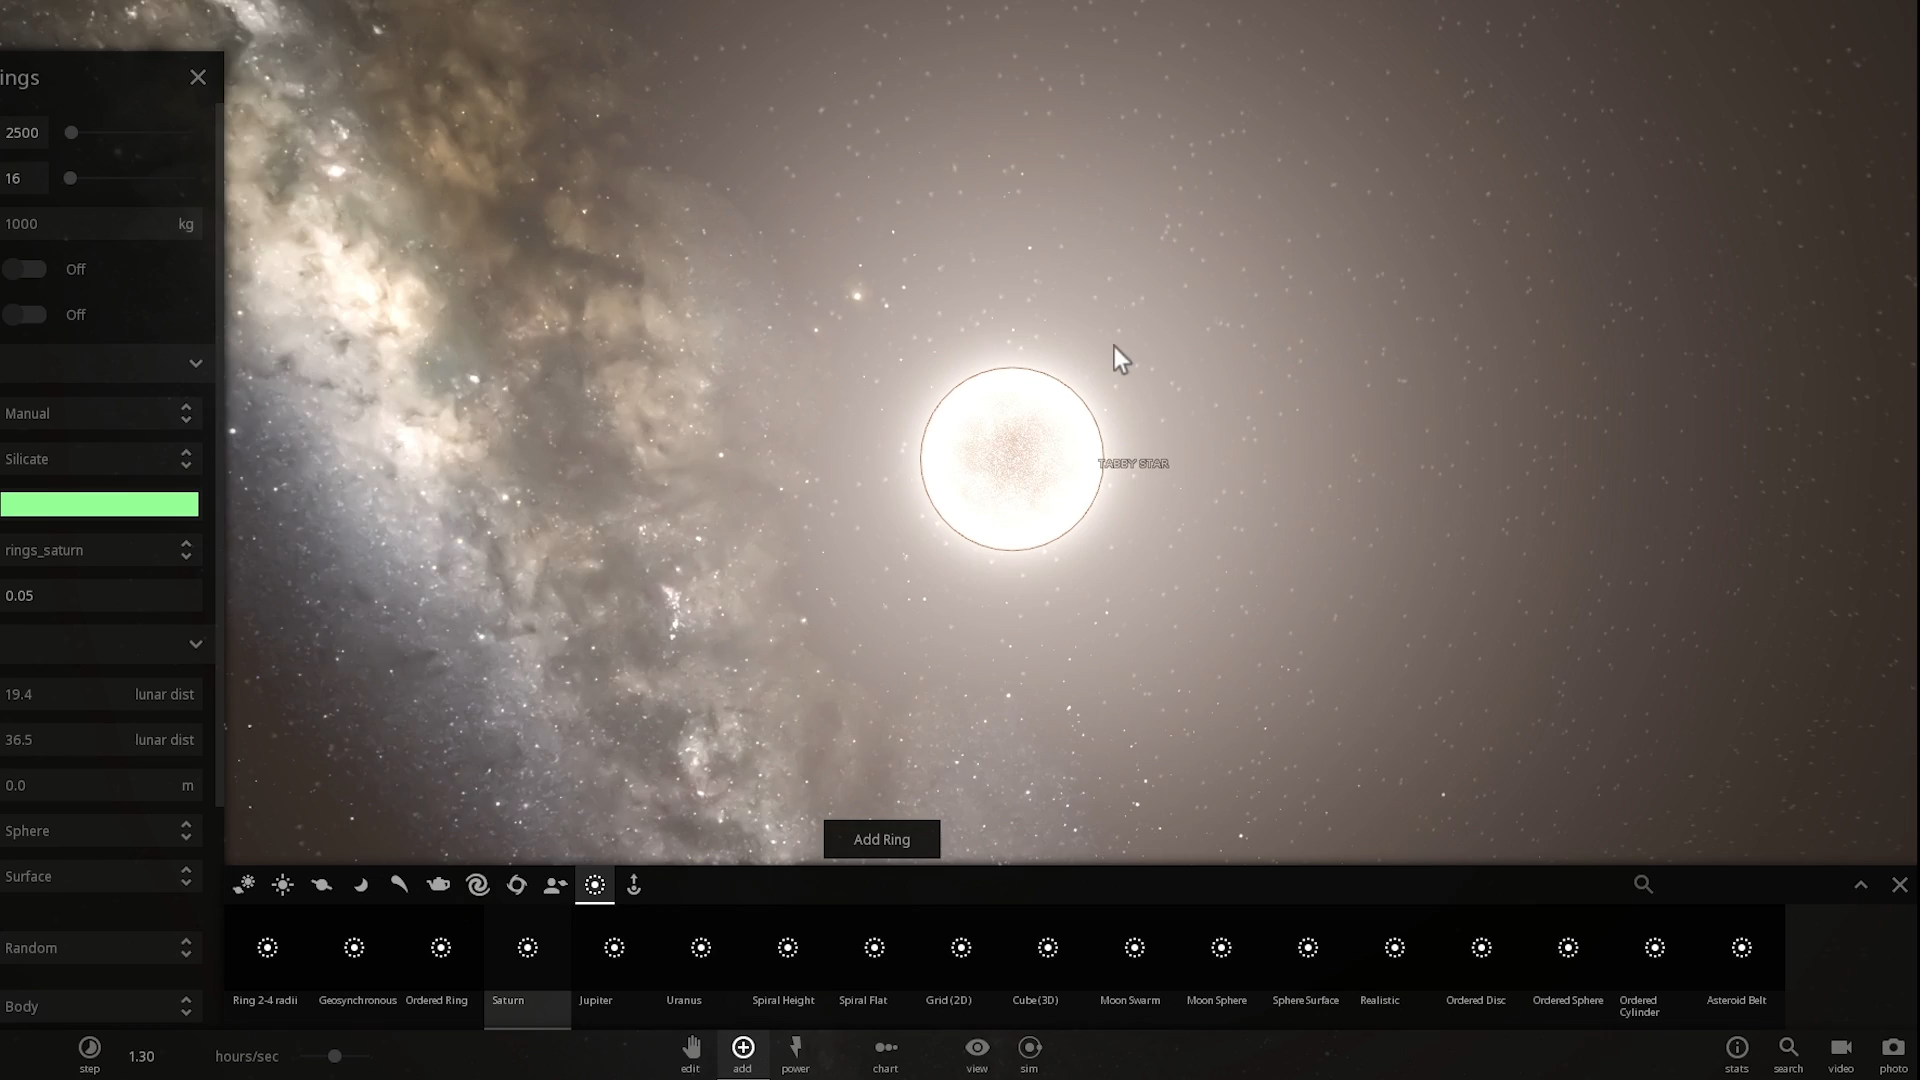 ings
2500
16
1000 kg
Off
Off
Manual
Silicate
rings_saturn
0.05
19.4 lunar dist
36.5 lunar dist
0.0 m
Sphere
Surface
Random
Body
TABBY STAR
Add Ring
Ring 2-4 radii
Geosynchronous
Ordered Ring
Saturn
Jupiter
Uranus
Spiral Height
Spiral Flat
Grid (2D)
Cube(3D)
Moon Swarm
Moon Sphere
Sphere Surface
Realistic
Ordered Disc
Ordered Sphere
Ordered
Cylinder
Asteroid Belt
step
1.30 hours/sec
edit
add
power
chart
view
sim
stats
search
video
photo